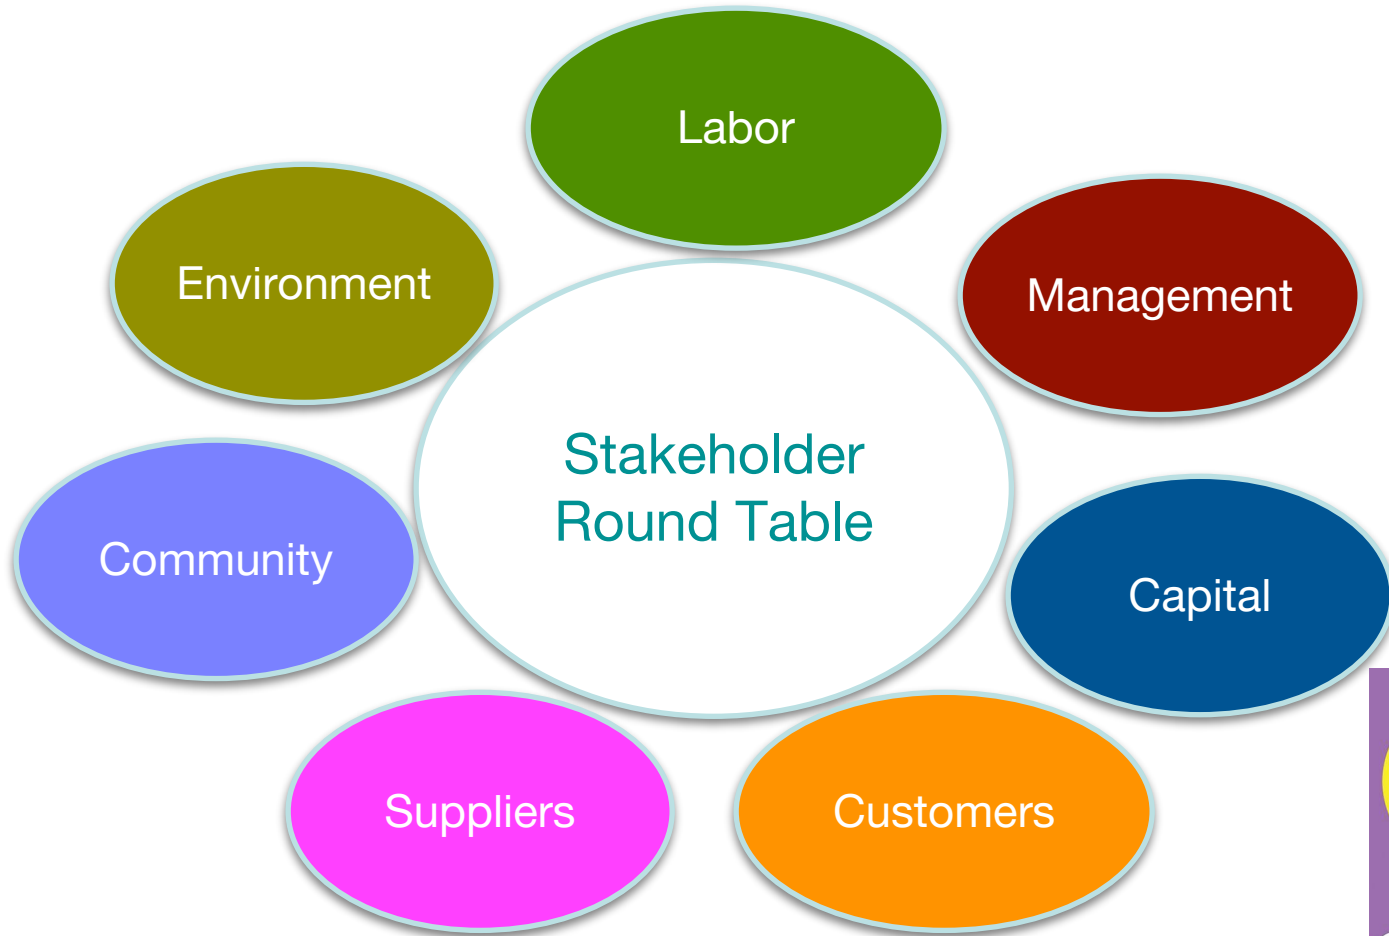 Labor
Environment
Management
Stakeholder
Round Table
Community
Capital
Suppliers
Customers